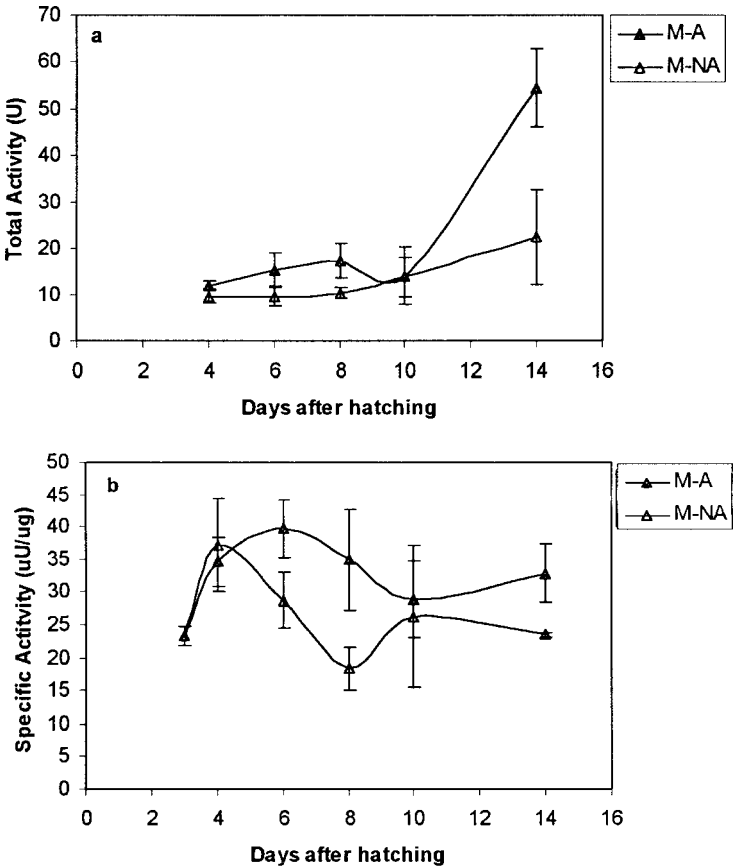 a
M-A
M-NA
Total Activity (U)
70
60
50
40
30
20
10
0
0 2 4 6 8 10 12 14 16
Days after hatching
b
M-A
M-NA
Specific Actitvity (uU/ug)
50
45
40
35
30
25
20
15
10
5
0
0 2 4 6 8 10 12 14 16
Days after hatching